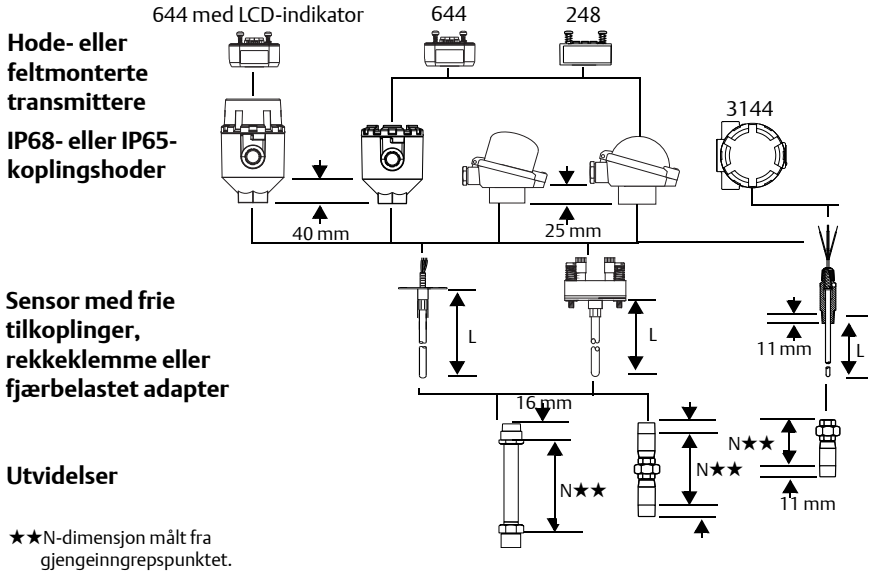 644 med LCD-indikator
644
248
Hode- eller
feltmonterte
transmittere
3144
IP68- eller IP65-
koplingshoder
40 mm
25 mm
Sensor med frie
tilkoplinger,
rekkeklemme eller
fjærbelastet adapter
L
L
11 mm
L
16 mm
Utvidelser
N★★
N★★
N★★
11 mm
★★N-dimensjon målt fra
gjengeinngrepspunktet.